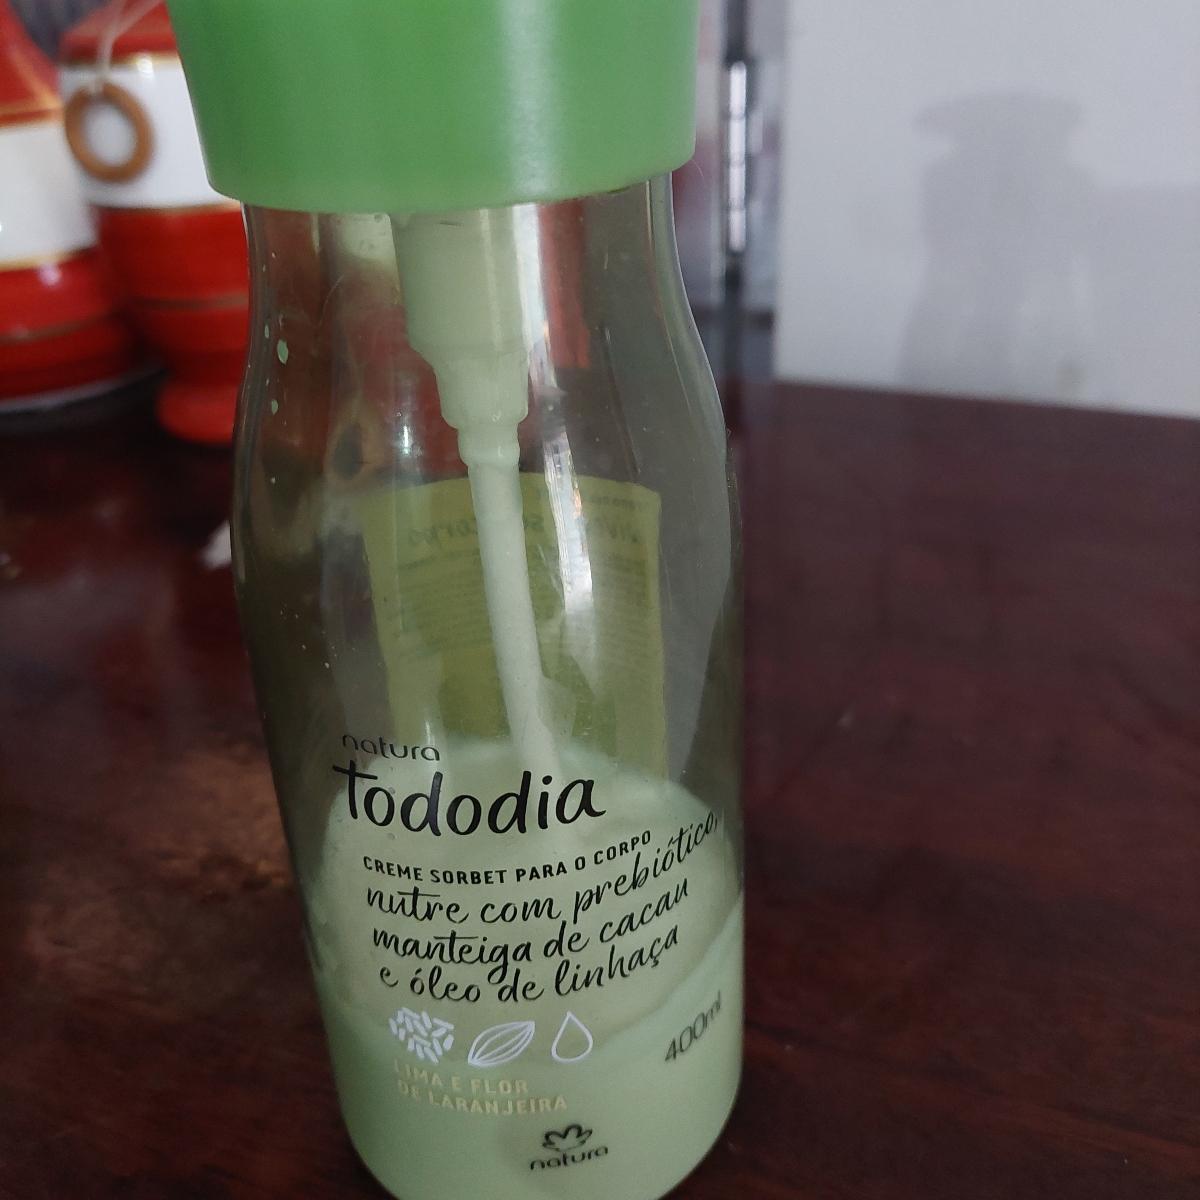 natura
tododia
CREME SORBET PARA O CORPO
nutre com prebiótico,
manteiga de cacau
e óleo de linhaça
400ml
LIMA E FLOR
DE LARANJEIRA
natura